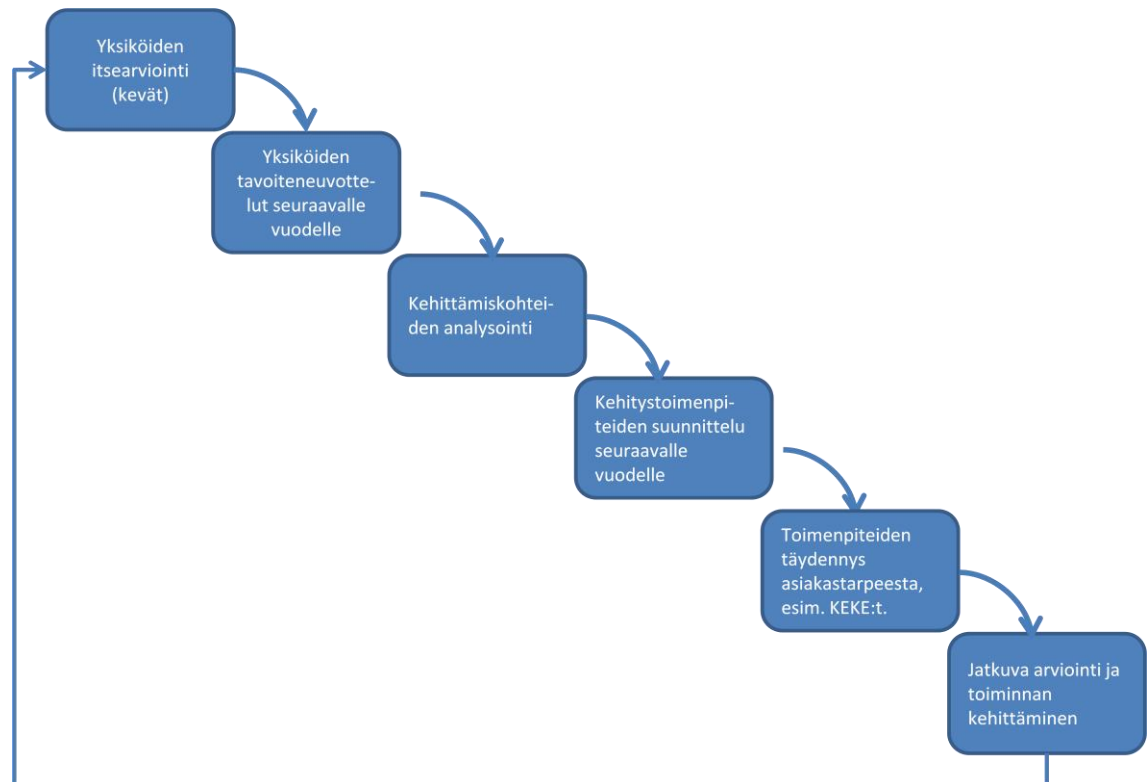 Yksiköiden
itsearviointi
(kevät)
Yksiköiden
tavoiteneuvotte-
lut seuraavalle
vuodelle
Kehittämiskohtei-
den analysointi
Kehitystoimenpi-
teiden suunnittelu
seuraavalle
vuodelle
Toimenpiteiden
täydennys
asiakastarpeesta,
esim. KEKE:t.
Jatkuva arviointi ja
toiminnan
kehittäminen